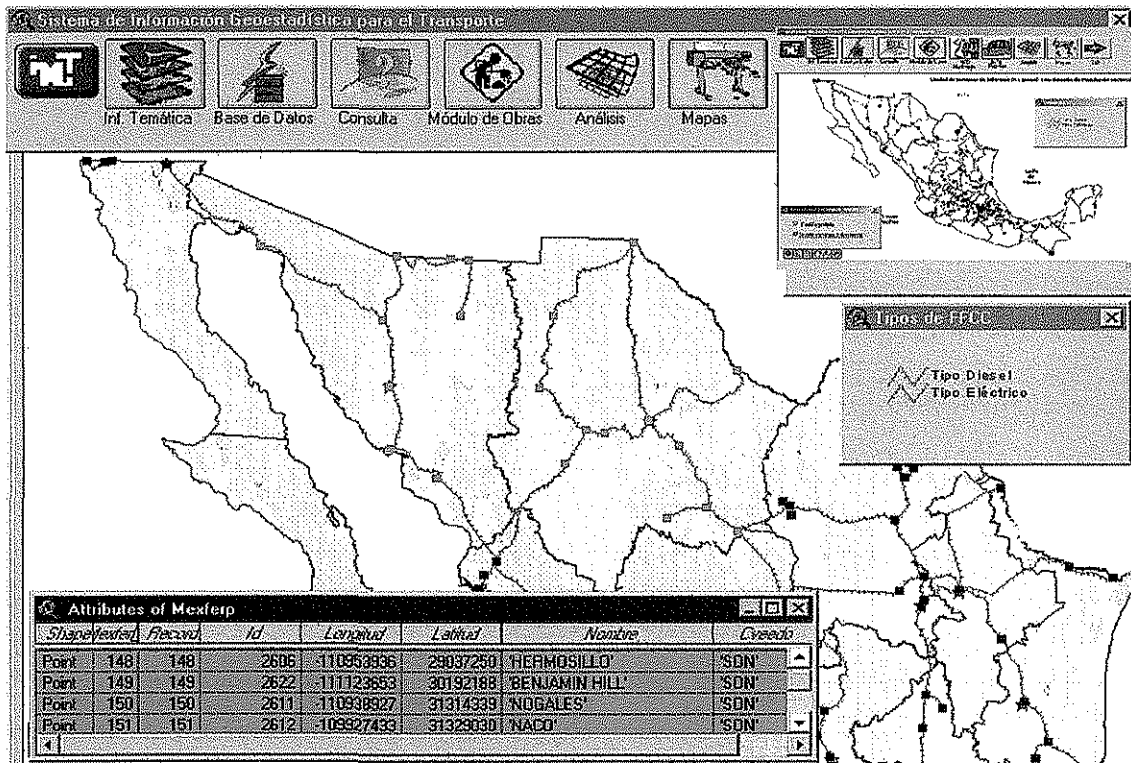 Sistema de Información Geoestadística para el Transporte
Inf. Temática
Base de Datos
Consulta
Módulo de Obras
Análisis
Mapas
Tipos de FFCC
Tipo Diesel
Tipo Eléctrico
Attributes of Mexferp
Shape Mexferp Record Id Longitud Latitud Nombre Cveedo
Point 148 148 2606 -110953936 29037250 'HERMOSILLO' 'SON'
Point 149 149 2622 -111123653 30192188 'BENJAMIN HILL' 'SON'
Point 150 150 2611 -110938927 31314339 'NOGALES' 'SON'
Point 151 151 2612 -109927433 31329030 'NACO' 'SON'